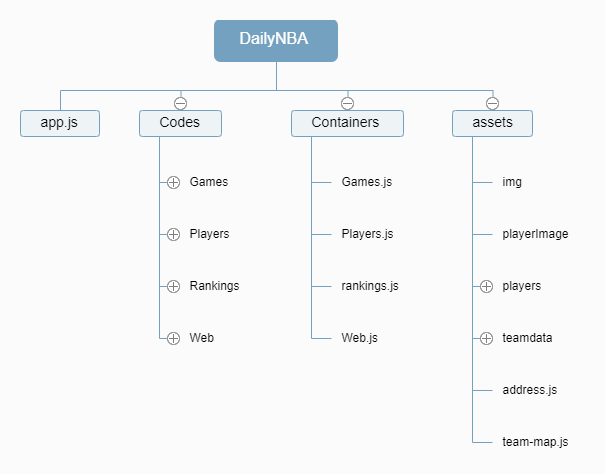 DailyNBA
app.js
Codes
Containers
assets
Games
Games.js
img
Players
Players.js
playerImage
Rankings
rankings.js
players
Web
Web.js
teamdata
address.js
team-map.js